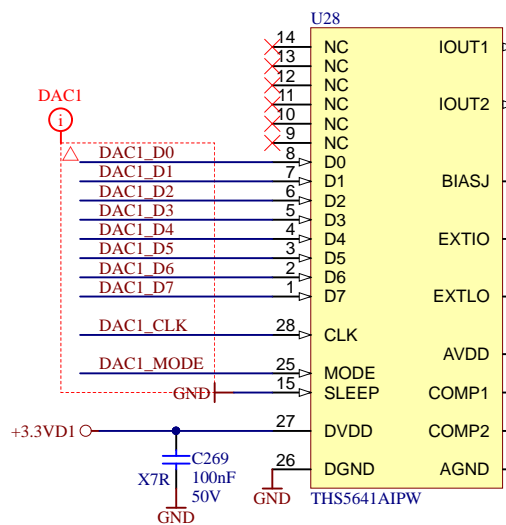 U28
14 NC IOUT1
13 NC
12 NC
11 NC IOUT2
10 NC
9 NC
DAC1
i
DAC1_D0 8 D0
DAC1_D1 7 D1 BIASJ
DAC1_D2 6 D2
DAC1_D3 5 D3
DAC1_D4 4 D4 EXTIO
DAC1_D5 3 D5
DAC1_D6 2 D6
DAC1_D7 1 D7 EXTLO
DAC1_CLK 28 CLK
AVDD
DAC1_MODE 25 MODE
GND 15 SLEEP COMP1
+3.3VD1 27 DVDD COMP2
C269
26 DGND AGND
X7R 100nF
50V
GND THS5641AIPW
GND